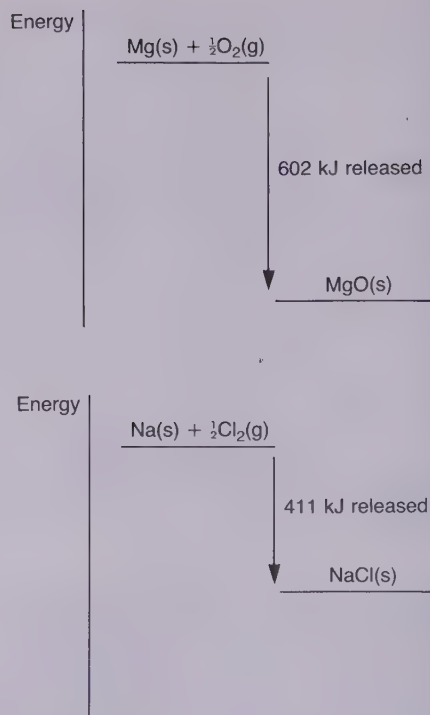 Energy
Mg(s) + ½O₂(g)
602 kJ released
MgO(s)
Energy
Na(s) + ½Cl₂(g)
411 kJ released
NaCl(s)